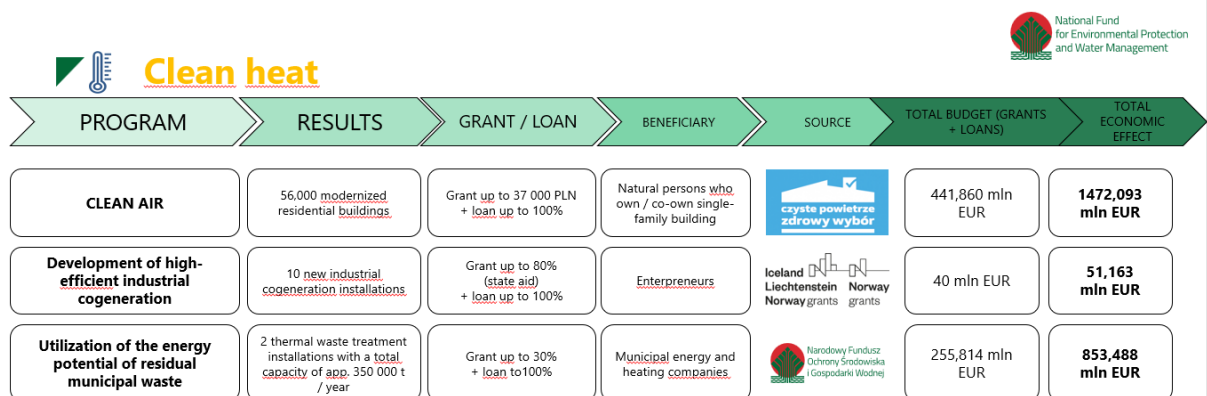 National Fund
for Environmental Protection
and Water Management
Clean heat
PROGRAM
RESULTS
GRANT / LOAN
BENEFICIARY
SOURCE
TOTAL BUDGET (GRANTS
+ LOANS)
TOTAL
ECONOMIC
EFFECT
CLEAN AIR
56,000 modernized
residential buildings
Grant up to 37 000 PLN
+ loan up to 100%
Natural persons who
own / co-own single-
family building
czyste powietrze
zdrowy wybór
441,860 mln
EUR
1472,093
mln EUR
Development of high-
efficient industrial
cogeneration
10 new industrial
cogeneration installations
Grant up to 80%
(state aid)
+ loan up to 100%
Enterpreneurs
Iceland
Liechtenstein Norway
Norway grants grants
40 mln EUR
51,163
mln EUR
Utilization of the energy
potential of residual
municipal waste
2 thermal waste treatment
installations with a total
capacity of app. 350 000 t
/ year
Grant up to 30%
+ loan to100%
Municipal energy and
heating companies
Narodowy Fundusz
Ochrony Środowiska
i Gospodarki Wodnej
255,814 mln
EUR
853,488
mln EUR